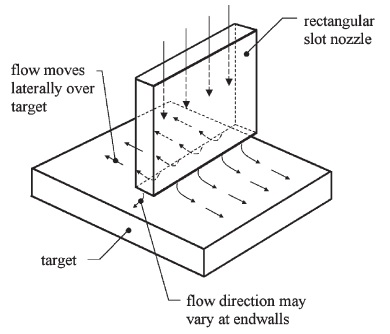 rectangular
slot nozzle
flow moves
laterally over
target
target
flow direction may
vary at endwalls